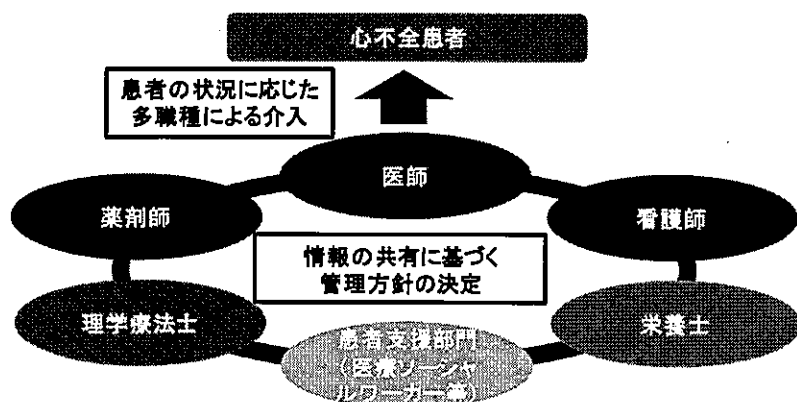 心不全患者
患者の状況に応じた
多職種による介入
医師
薬剤師
看護師
情報の共有に基づく
管理方針の決定
理学療法士
栄養士
患者支援部門
(医療ソーシャ
ルワーカー等)